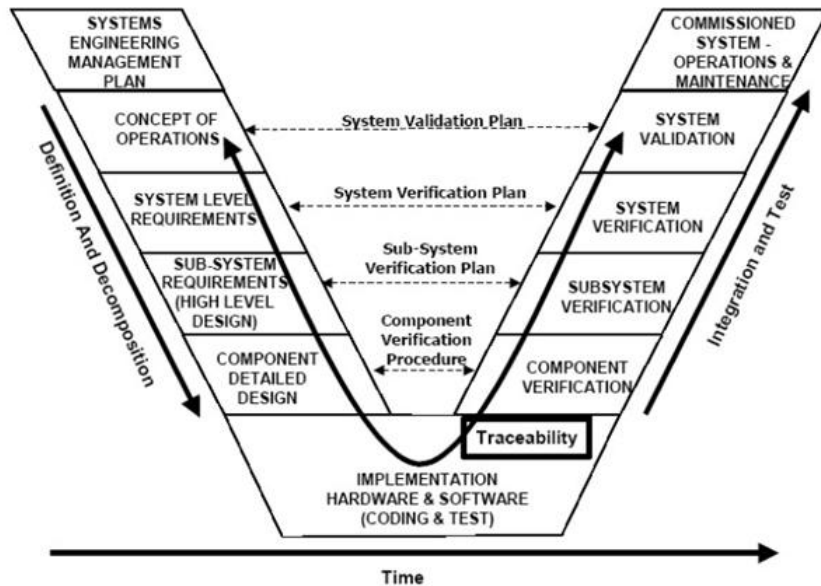 SYSTEMS
ENGINEERING
MANAGEMENT
PLAN
COMMISSIONED
SYSTEM -
OPERATIONS &
MAINTENANCE
CONCEPT OF
OPERATIONS
System Validation Plan
SYSTEM
VALIDATION
SYSTEM LEVEL
REQUIREMENTS
System Verification Plan
SYSTEM
VERIFICATION
SUB-SYSTEM
REQUIREMENTS
(HIGH LEVEL
DESIGN)
Sub-System
Verification Plan
SUBSYSTEM
VERIFICATION
COMPONENT
DETAILED
DESIGN
Component
Verification
Procedure
COMPONENT
VERIFICATION
Definition And Decomposition
Integration and Test
Traceability
IMPLEMENTATION
HARDWARE & SOFTWARE
(CODING & TEST)
Time